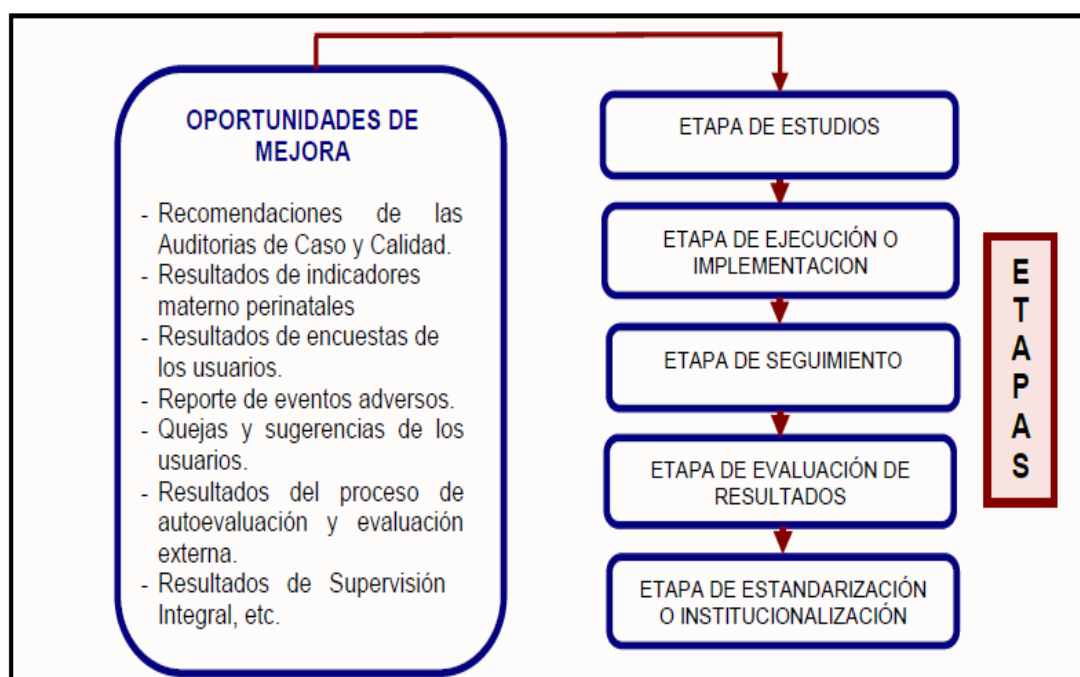 OPORTUNIDADES DE
MEJORA
- Recomendaciones de las
Auditorias de Caso y Calidad.
- Resultados de indicadores
materno perinatales
- Resultados de encuestas de
los usuarios.
- Reporte de eventos adversos.
- Quejas y sugerencias de los
usuarios.
- Resultados del proceso de
autoevaluación y evaluación
externa.
- Resultados de Supervisión
Integral, etc.
ETAPA DE ESTUDIOS
ETAPA DE EJECUCIÓN O
IMPLEMENTACION
ETAPA DE SEGUIMIENTO
ETAPA DE EVALUACIÓN DE
RESULTADOS
ETAPA DE ESTANDARIZACIÓN
O INSTITUCIONALIZACIÓN
E
T
A
P
A
S